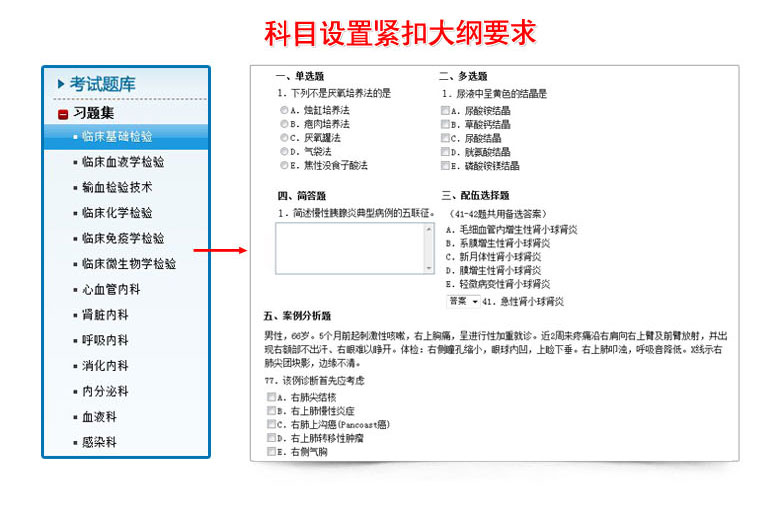 科目设置紧扣大纲要求
考试题库
习题集
临床基础检验
临床血液学检验
输血检验技术
临床化学检验
临床免疫学检验
临床微生物学检验
心血管内科
肾脏内科
呼吸内科
消化内科
内分泌科
血液科
感染科
一、单选题
1. 下列不是厌氧培养法的是
A. 烛缸培养法
B. 疱肉培养法
C. 厌氧罐法
D. 气袋法
E. 焦性没食子酸法
二、多选题
1. 尿液中呈黄色的结晶是
A. 尿酸铵结晶
B. 草酸钙结晶
C. 尿酸结晶
D. 胱氨酸结晶
E. 磷酸铵镁结晶
四、简答题
1. 简述慢性胰腺炎典型病例的五联征。
三、配伍选择题
(41-42题共用备选答案)
A. 毛细血管内增生性肾小球肾炎
B. 系膜增生性肾小球肾炎
C. 新月体性肾小球肾炎
D. 膜增生性肾小球肾炎
E. 轻微病变性肾小球肾炎
答案 41. 急性肾小球肾炎
五、案例分析题
男性，66岁。5个月前起刺激性咳嗽，右上胸痛，呈进行性加重就诊。近2周来疼痛沿右肩向右上臂及前臂放射，并出
现右额部不出汗、右眼难以睁开。体检：右侧瞳孔缩小，眼球内凹，上睑下垂。右上肺叩浊，呼吸音降低。X线示右
肺尖团块影，边缘不清。
77. 该例诊断首先应考虑
A. 右肺尖结核
B. 右上肺慢性炎症
C. 右肺上沟癌(Pancoast癌)
D. 右上肺转移性肿瘤
E. 右侧气胸